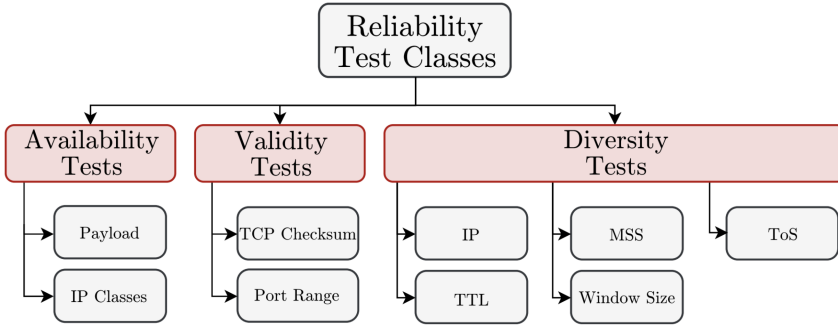 Reliability
Test Classes
Availability
Tests
Validity
Tests
Diversity
Tests
Payload
TCP Checksum
IP
MSS
ToS
IP Classes
Port Range
TTL
Window Size